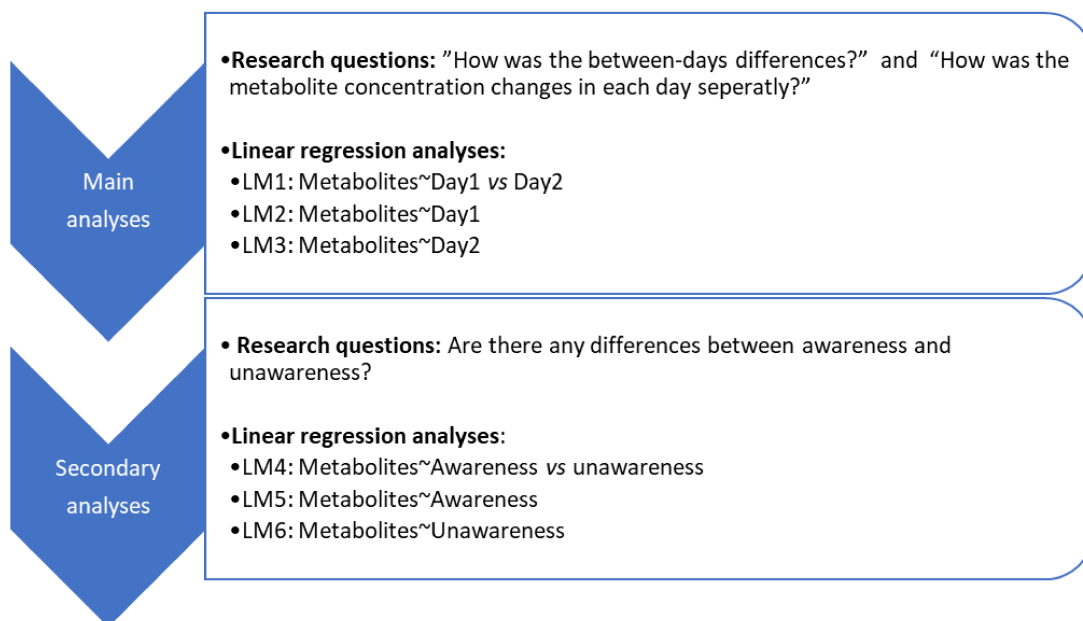 Main
analyses
•Research questions: ”How was the between-days differences?” and “How was the
metabolite concentration changes in each day seperatly?”
•Linear regression analyses:
•LM1: Metabolites~Day1 vs Day2
•LM2: Metabolites~Day1
•LM3: Metabolites~Day2
Secondary
analyses
• Research questions: Are there any differences between awareness and
unawareness?
•Linear regression analyses:
•LM4: Metabolites~Awareness vs unawareness
•LM5: Metabolites~Awareness
•LM6: Metabolites~Unawareness